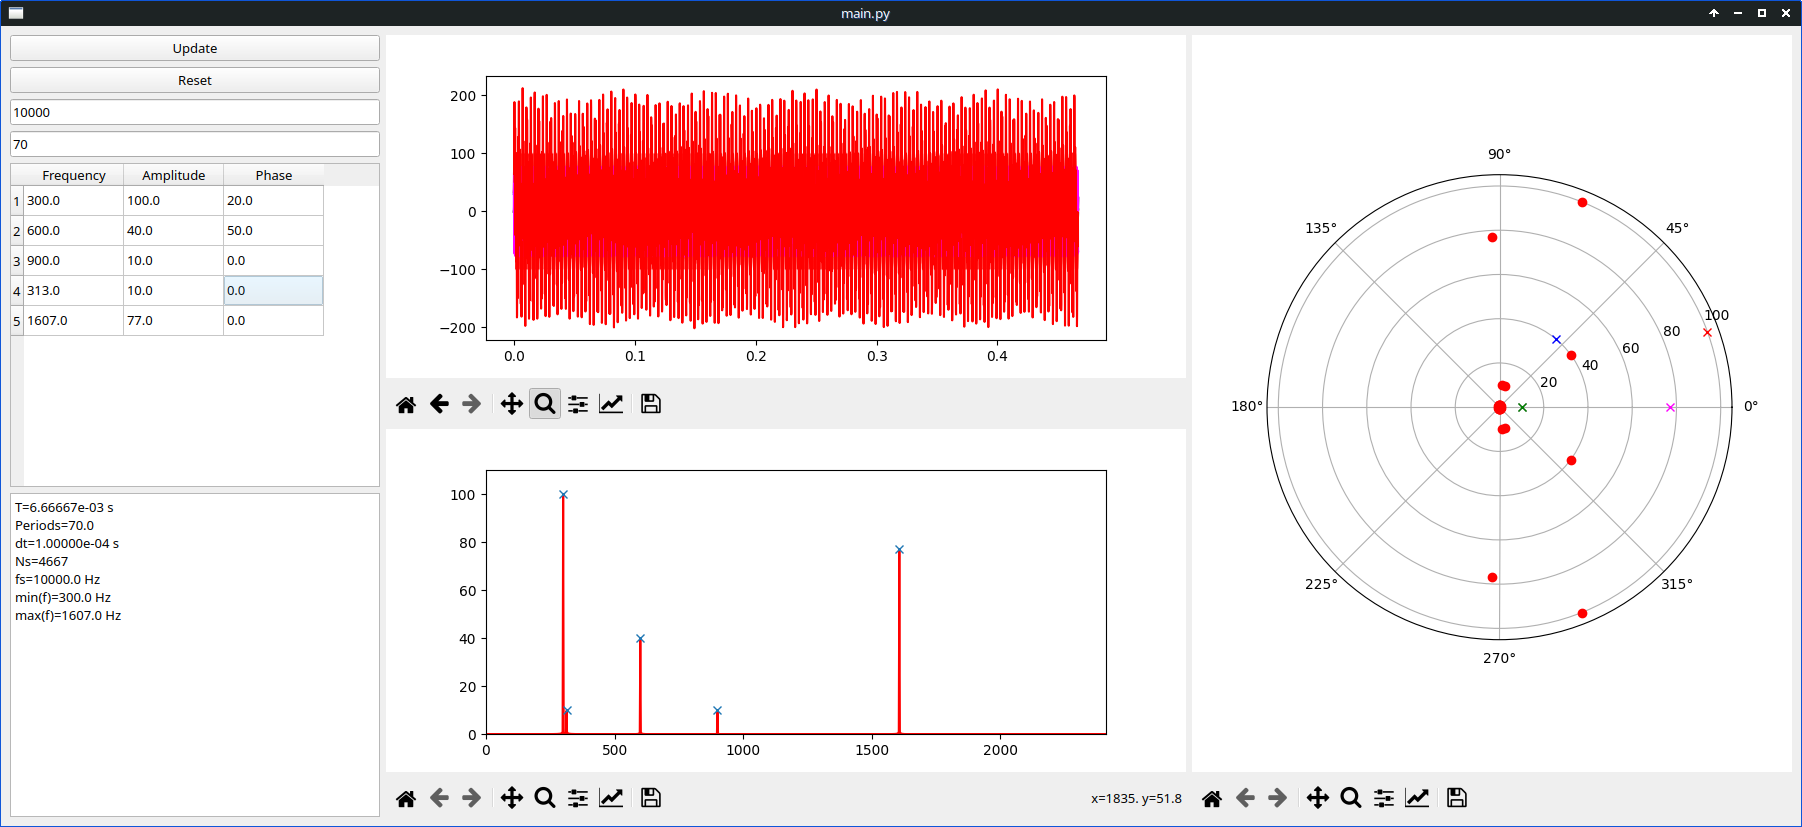 main.py
Update
Reset
10000
70
Frequency Amplitude Phase
1 300.0 100.0 20.0
2 600.0 40.0 50.0
3 900.0 10.0 0.0
4 313.0 10.0 0.0
5 1607.0 77.0 0.0
T=6.66667e-03 s
Periods=70.0
dt=1.00000e-04 s
Ns=4667
fs=10000.0 Hz
min(f)=300.0 Hz
max(f)=1607.0 Hz
200
100
0
−100
−200
0.0 0.1 0.2 0.3 0.4
100
80
60
40
20
0
0 500 1000 1500 2000
x=1835. y=51.8
90°
135° 45°
100
80
60
40
20
180° 0°
225° 315°
270°